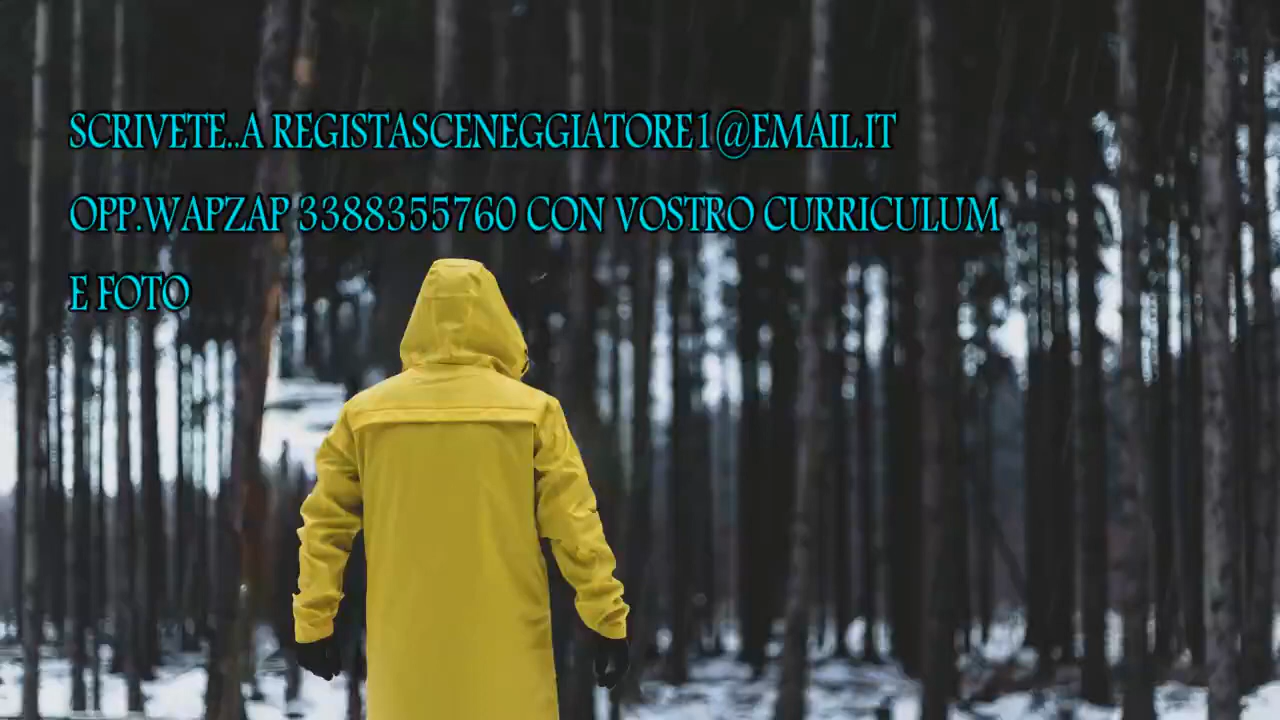 SCRIVETE..A REGISTASCENEGGIATORE1@EMAIL.IT
OPP.WAPZAP 3388355760 CON VOSTRO CURRICULUM
E FOTO